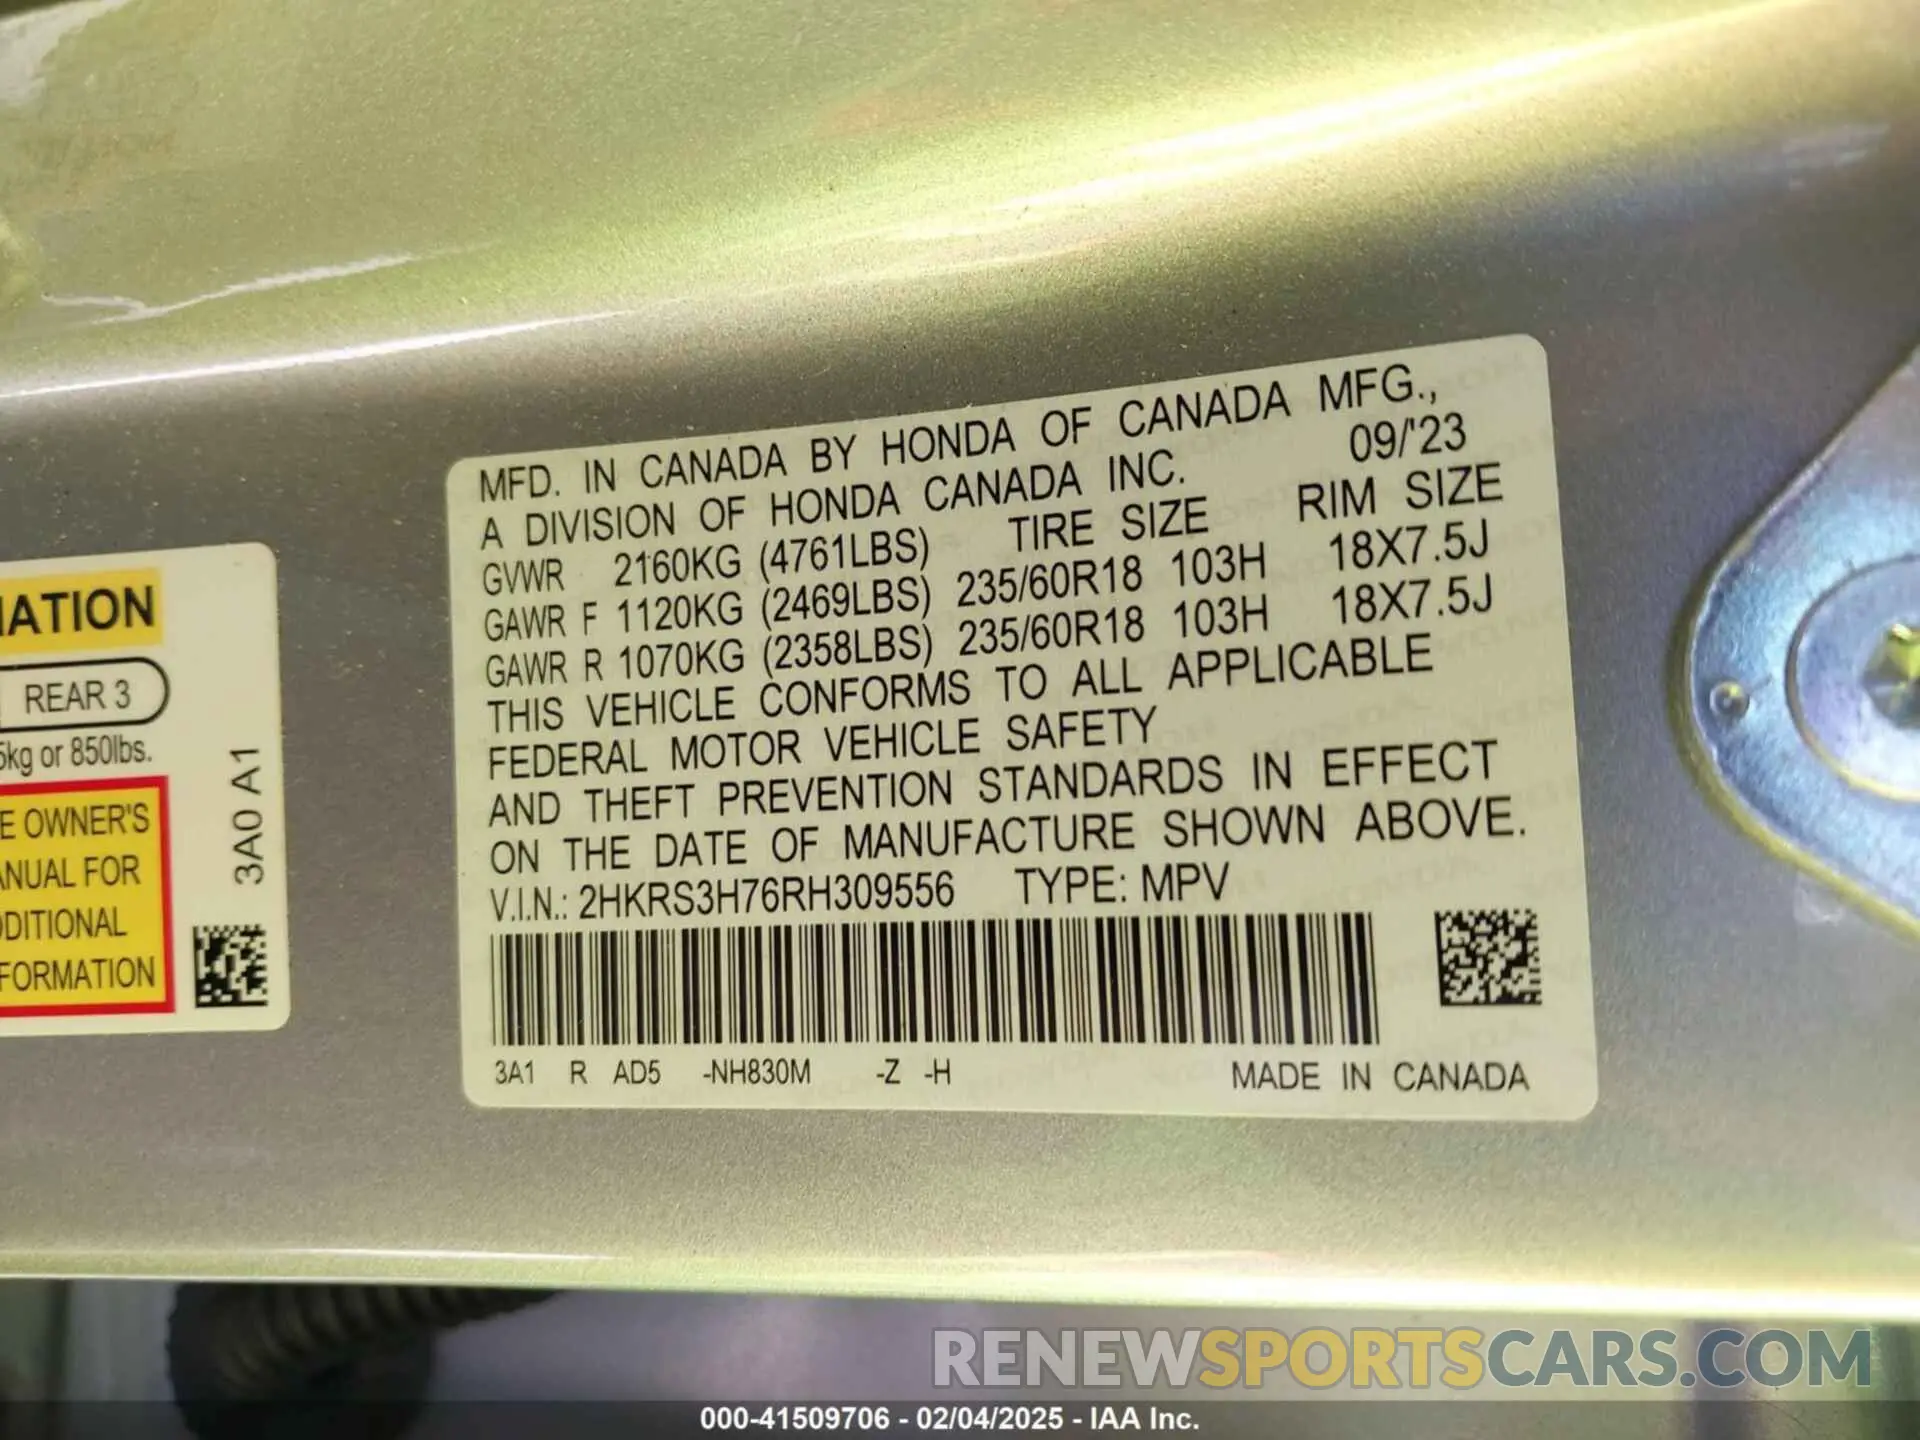 MFD. IN CANADA BY HONDA OF CANADA MFG.,
A DIVISION OF HONDA CANADA INC. 09/'23
GVWR 2160KG (4761LBS) TIRE SIZE RIM SIZE
GAWR F 1120KG (2469LBS) 235/60R18 103H 18X7.5J
GAWR R 1070KG (2358LBS) 235/60R18 103H 18X7.5J
THIS VEHICLE CONFORMS TO ALL APPLICABLE
FEDERAL MOTOR VEHICLE SAFETY
AND THEFT PREVENTION STANDARDS IN EFFECT
ON THE DATE OF MANUFACTURE SHOWN ABOVE.
V.I.N.: 2HKRS3H76RH309556 TYPE: MPV
3A1 R AD5 -NH830M -Z -H MADE IN CANADA
MATION
REAR 3
5kg or 850lbs.
E OWNER'S
ANUAL FOR
DDITIONAL
FORMATION
3A0 A1
RENEWSPORTSCARS.COM
000-41509706 - 02/04/2025 - IAA Inc.